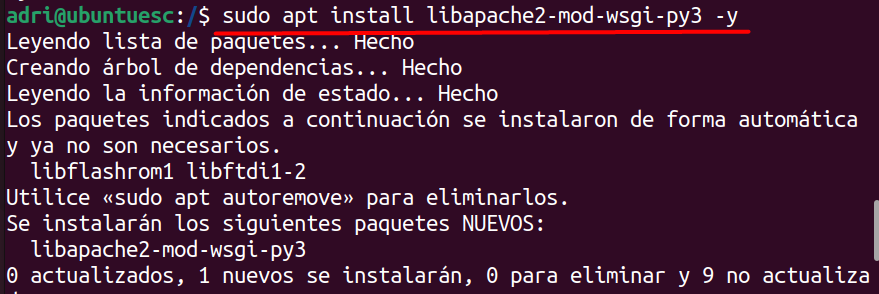 adri@ubuntuesc:/$ sudo apt install libapache2-mod-wsgi-py3 -y
Leyendo lista de paquetes... Hecho
Creando árbol de dependencias... Hecho
Leyendo la información de estado... Hecho
Los paquetes indicados a continuación se instalaron de forma automática
y ya no son necesarios.
  libflashrom1 libftdi1-2
Utilice «sudo apt autoremove» para eliminarlos.
Se instalarán los siguientes paquetes NUEVOS:
  libapache2-mod-wsgi-py3
0 actualizados, 1 nuevos se instalarán, 0 para eliminar y 9 no actualiza